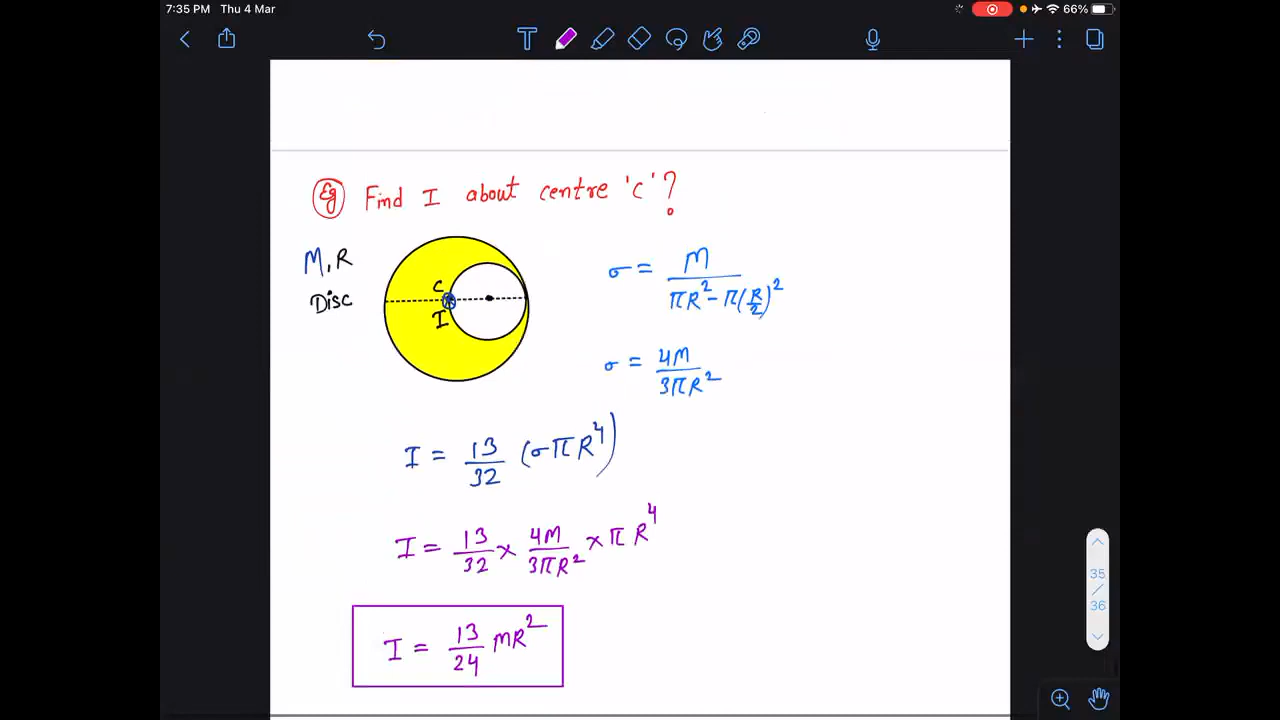 7:35 PM Thu 4 Mar
66%
T
Eg Find I about centre 'c'?
M, R
Disc
C
I
σ = M / πR² − π(R/2)²
σ = 4M / 3πR²
I = 13/32 (σπR⁴)
I = 13/32 × 4M/3πR² × πR⁴
I = 13/24 MR²
35
/
36